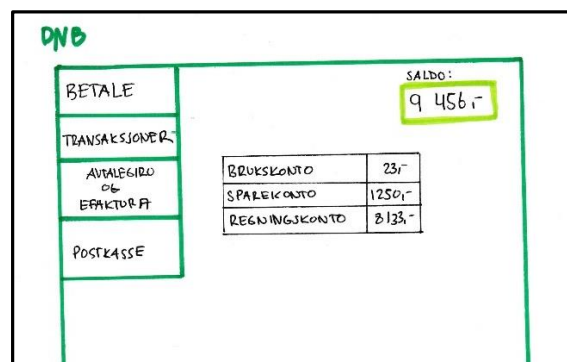 DNB
SALDO:
9 456,-
BETALE
TRANSAKSJONER
AVTALEGIRO
OG
EFAKTURA
POSTKASSE
BRUKSKONTO 23,-
SPAREKONTO 1250,-
REGNINGSKONTO 8133,-